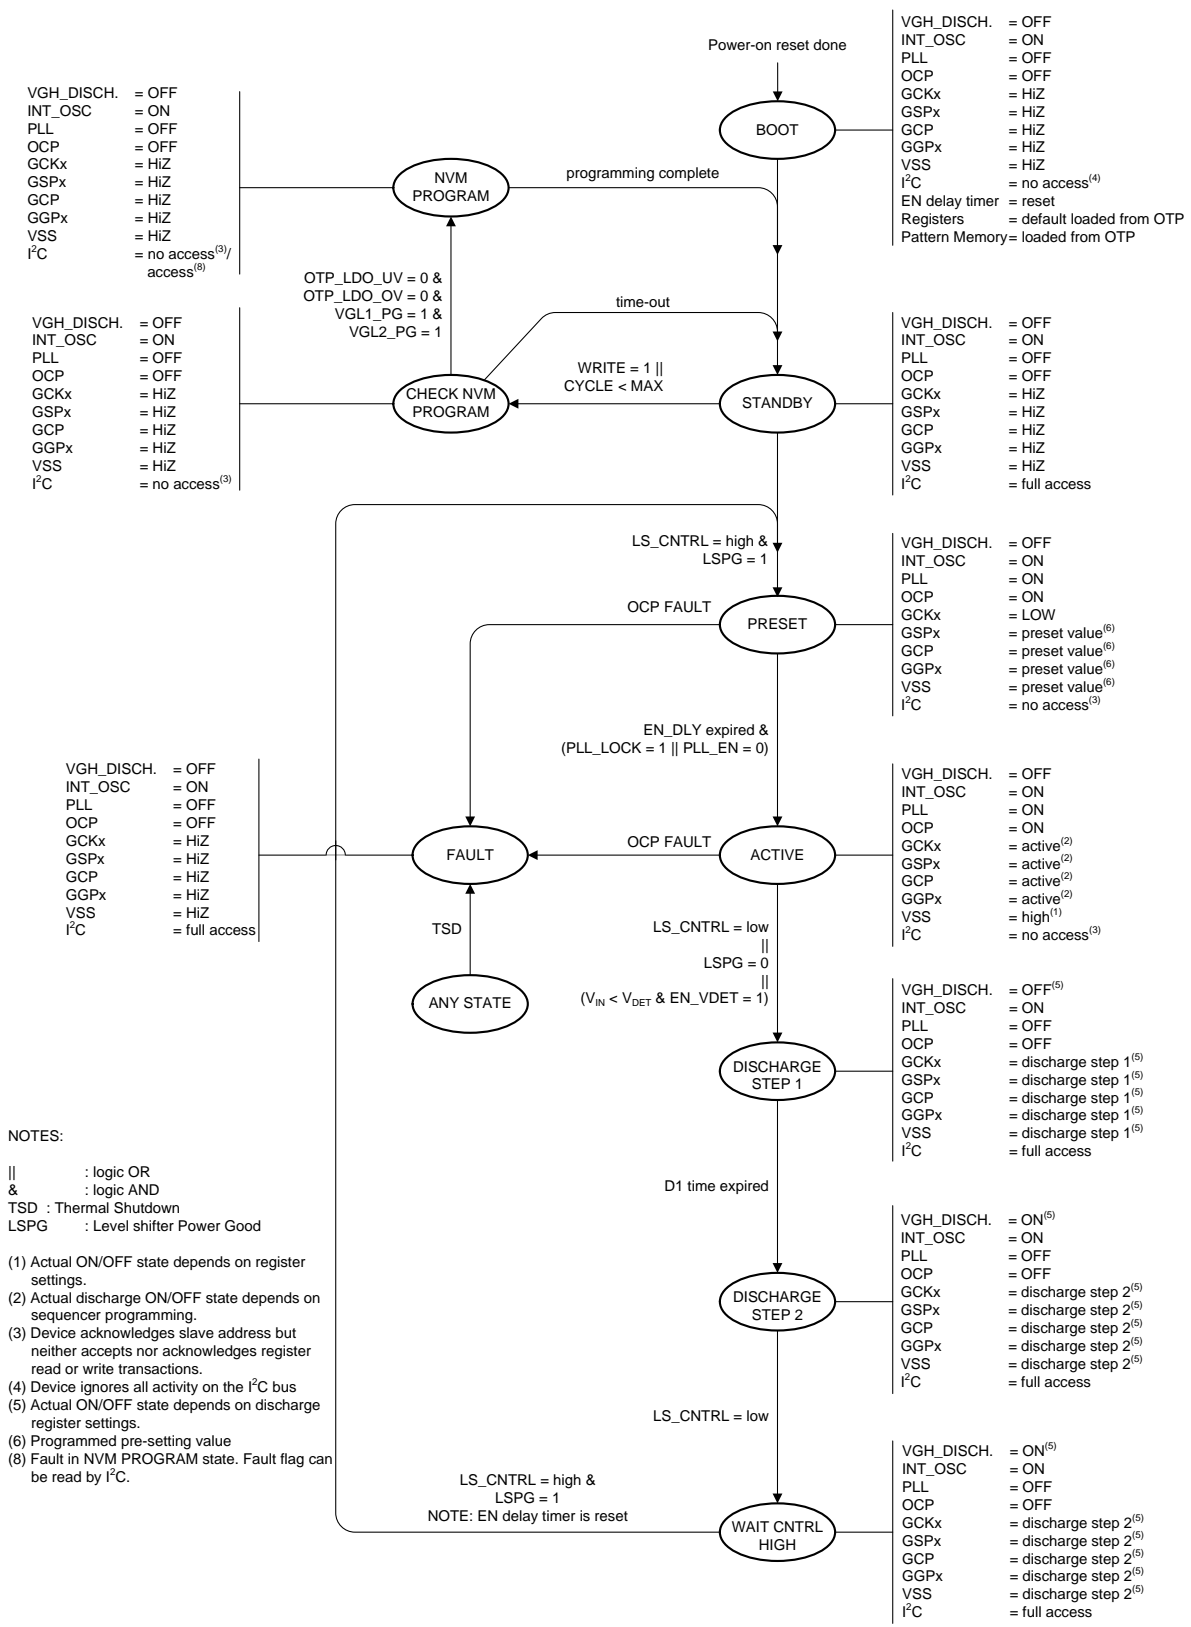 Power-on reset done
BOOT
VGH_DISCH. = OFF
INT_OSC = ON
PLL = OFF
OCP = OFF
GCKx = HiZ
GSPx = HiZ
GCP = HiZ
GGPx = HiZ
VSS = HiZ
I²C = no access(4)
EN delay timer = reset
Registers = default loaded from OTP
Pattern Memory = loaded from OTP
VGH_DISCH. = OFF
INT_OSC = ON
PLL = OFF
OCP = OFF
GCKx = HiZ
GSPx = HiZ
GCP = HiZ
GGPx = HiZ
VSS = HiZ
I²C = no access(3)/
access(8)
NVM
PROGRAM
programming complete
OTP_LDO_UV = 0 &
OTP_LDO_OV = 0 &
VGL1_PG = 1 &
VGL2_PG = 1
time-out
VGH_DISCH. = OFF
INT_OSC = ON
PLL = OFF
OCP = OFF
GCKx = HiZ
GSPx = HiZ
GCP = HiZ
GGPx = HiZ
VSS = HiZ
I²C = no access(3)
CHECK NVM
PROGRAM
WRITE = 1 ||
CYCLE < MAX
STANDBY
VGH_DISCH. = OFF
INT_OSC = ON
PLL = OFF
OCP = OFF
GCKx = HiZ
GSPx = HiZ
GCP = HiZ
GGPx = HiZ
VSS = HiZ
I²C = full access
LS_CNTRL = high &
LSPG = 1
OCP FAULT
PRESET
VGH_DISCH. = OFF
INT_OSC = ON
PLL = ON
OCP = ON
GCKx = LOW
GSPx = preset value(6)
GCP = preset value(6)
GGPx = preset value(6)
VSS = preset value(6)
I²C = no access(3)
EN_DLY expired &
(PLL_LOCK = 1 || PLL_EN = 0)
VGH_DISCH. = OFF
INT_OSC = ON
PLL = OFF
OCP = OFF
GCKx = HiZ
GSPx = HiZ
GCP = HiZ
GGPx = HiZ
VSS = HiZ
I²C = full access
FAULT
OCP FAULT
ACTIVE
VGH_DISCH. = OFF
INT_OSC = ON
PLL = ON
OCP = ON
GCKx = active(2)
GSPx = active(2)
GCP = active(2)
GGPx = active(2)
VSS = high(1)
I²C = no access(3)
TSD
ANY STATE
LS_CNTRL = low
||
LSPG = 0
||
(VIN < VDET & EN_VDET = 1)
DISCHARGE
STEP 1
VGH_DISCH. = OFF(5)
INT_OSC = ON
PLL = OFF
OCP = OFF
GCKx = discharge step 1(5)
GSPx = discharge step 1(5)
GCP = discharge step 1(5)
GGPx = discharge step 1(5)
VSS = discharge step 1(5)
I²C = full access
D1 time expired
DISCHARGE
STEP 2
VGH_DISCH. = ON(5)
INT_OSC = ON
PLL = OFF
OCP = OFF
GCKx = discharge step 2(5)
GSPx = discharge step 2(5)
GCP = discharge step 2(5)
GGPx = discharge step 2(5)
VSS = discharge step 2(5)
I²C = full access
LS_CNTRL = low
LS_CNTRL = high &
LSPG = 1
NOTE: EN delay timer is reset
WAIT CNTRL
HIGH
VGH_DISCH. = ON(5)
INT_OSC = ON
PLL = OFF
OCP = OFF
GCKx = discharge step 2(5)
GSPx = discharge step 2(5)
GCP = discharge step 2(5)
GGPx = discharge step 2(5)
VSS = discharge step 2(5)
I²C = full access
NOTES:
|| : logic OR
& : logic AND
TSD : Thermal Shutdown
LSPG : Level shifter Power Good
(1) Actual ON/OFF state depends on register
settings.
(2) Actual discharge ON/OFF state depends on
sequencer programming.
(3) Device acknowledges slave address but
neither accepts nor acknowledges register
read or write transactions.
(4) Device ignores all activity on the I²C bus
(5) Actual ON/OFF state depends on discharge
register settings.
(6) Programmed pre-setting value
(8) Fault in NVM PROGRAM state. Fault flag can
be read by I²C.